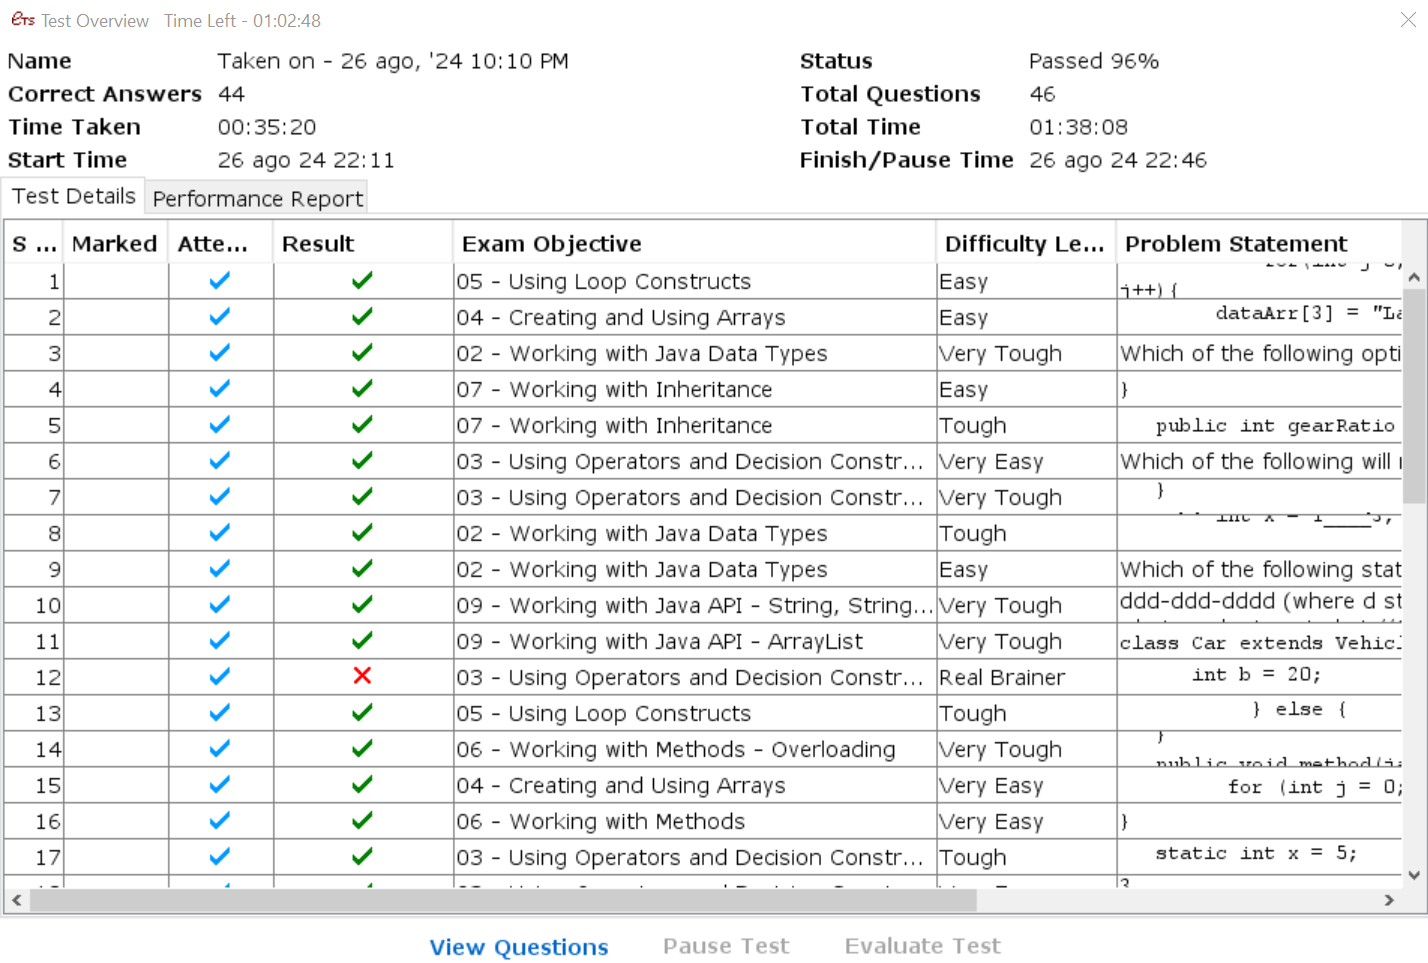 ETS Test Overview Time Left - 01:02:48
Name Taken on - 26 ago, '24 10:10 PM Status Passed 96%
Correct Answers 44 Total Questions 46
Time Taken 00:35:20 Total Time 01:38:08
Start Time 26 ago 24 22:11 Finish/Pause Time 26 ago 24 22:46
Test Details Performance Report
S ... Marked Atte... Result Exam Objective Difficulty Le... Problem Statement
1 05 - Using Loop Constructs Easy j++) {
2 04 - Creating and Using Arrays Easy dataArr[3] = "La
3 02 - Working with Java Data Types Very Tough Which of the following opti
4 07 - Working with Inheritance Easy }
5 07 - Working with Inheritance Tough public int gearRatio
6 03 - Using Operators and Decision Constr... Very Easy Which of the following will
7 03 - Using Operators and Decision Constr... Very Tough }
8 02 - Working with Java Data Types Tough
9 02 - Working with Java Data Types Easy Which of the following stat
10 09 - Working with Java API - String, String... Very Tough ddd-ddd-dddd (where d st
11 09 - Working with Java API - ArrayList Very Tough class Car extends Vehicl
12 03 - Using Operators and Decision Constr... Real Brainer int b = 20;
13 05 - Using Loop Constructs Tough } else {
14 06 - Working with Methods - Overloading Very Tough }
public void method(
15 04 - Creating and Using Arrays Very Easy for (int j = 0;
16 06 - Working with Methods Very Easy }
17 03 - Using Operators and Decision Constr... Tough static int x = 5;
View Questions Pause Test Evaluate Test